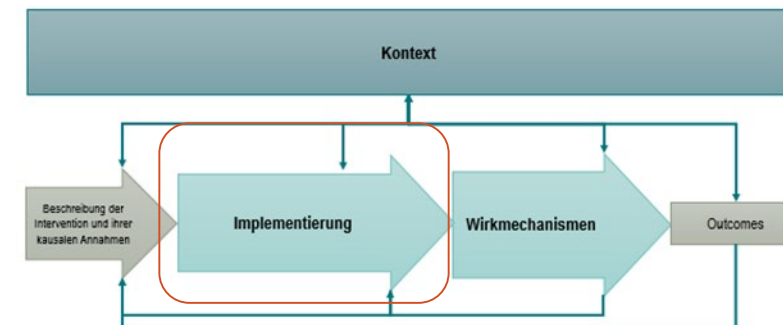 Kontext
Beschreibung der
Intervention und ihrer
kausalen Annahmen
Implementierung
Wirkmechanismen
Outcomes